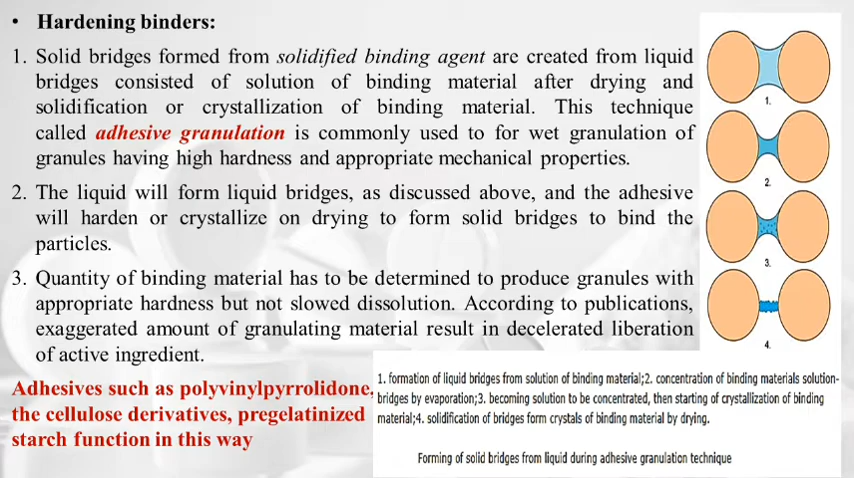 • Hardening binders:
1. Solid bridges formed from solidified binding agent are created from liquid
bridges consisted of solution of binding material after drying and
solidification or crystallization of binding material. This technique
called adhesive granulation is commonly used to for wet granulation of
granules having high hardness and appropriate mechanical properties.
2. The liquid will form liquid bridges, as discussed above, and the adhesive
will harden or crystallize on drying to form solid bridges to bind the
particles.
3. Quantity of binding material has to be determined to produce granules with
appropriate hardness but not slowed dissolution. According to publications,
exaggerated amount of granulating material result in decelerated liberation
of active ingredient.
Adhesives such as polyvinylpyrrolidone,
the cellulose derivatives, pregelatinized
starch function in this way
1.
2.
3.
4.
1. formation of liquid bridges from solution of binding material;2. concentration of binding materials solution-
bridges by evaporation;3. becoming solution to be concentrated, then starting of crystallization of binding
material;4. solidification of bridges form crystals of binding material by drying.
Forming of solid bridges from liquid during adhesive granulation technique